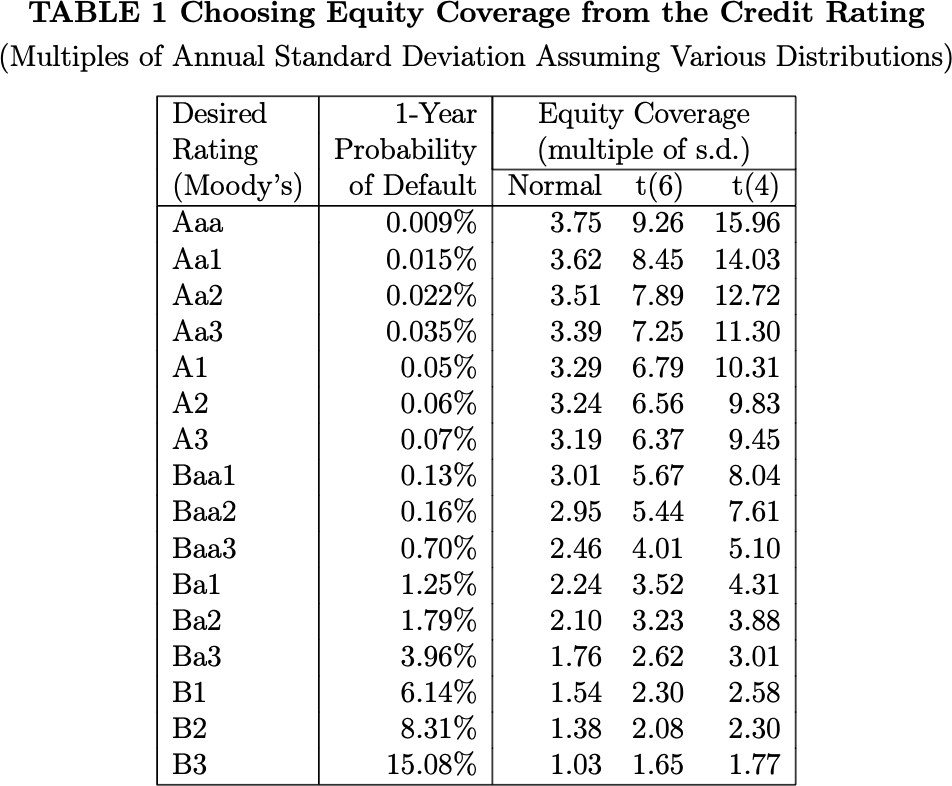 TABLE 1 Choosing Equity Coverage from the Credit Rating
(Multiples of Annual Standard Deviation Assuming Various Distributions)
Desired 1-Year Equity Coverage
Rating Probability (multiple of s.d.)
(Moody's) of Default Normal t(6) t(4)
Aaa 0.009% 3.75 9.26 15.96
Aa1 0.015% 3.62 8.45 14.03
Aa2 0.022% 3.51 7.89 12.72
Aa3 0.035% 3.39 7.25 11.30
A1 0.05% 3.29 6.79 10.31
A2 0.06% 3.24 6.56 9.83
A3 0.07% 3.19 6.37 9.45
Baa1 0.13% 3.01 5.67 8.04
Baa2 0.16% 2.95 5.44 7.61
Baa3 0.70% 2.46 4.01 5.10
Ba1 1.25% 2.24 3.52 4.31
Ba2 1.79% 2.10 3.23 3.88
Ba3 3.96% 1.76 2.62 3.01
B1 6.14% 1.54 2.30 2.58
B2 8.31% 1.38 2.08 2.30
B3 15.08% 1.03 1.65 1.77